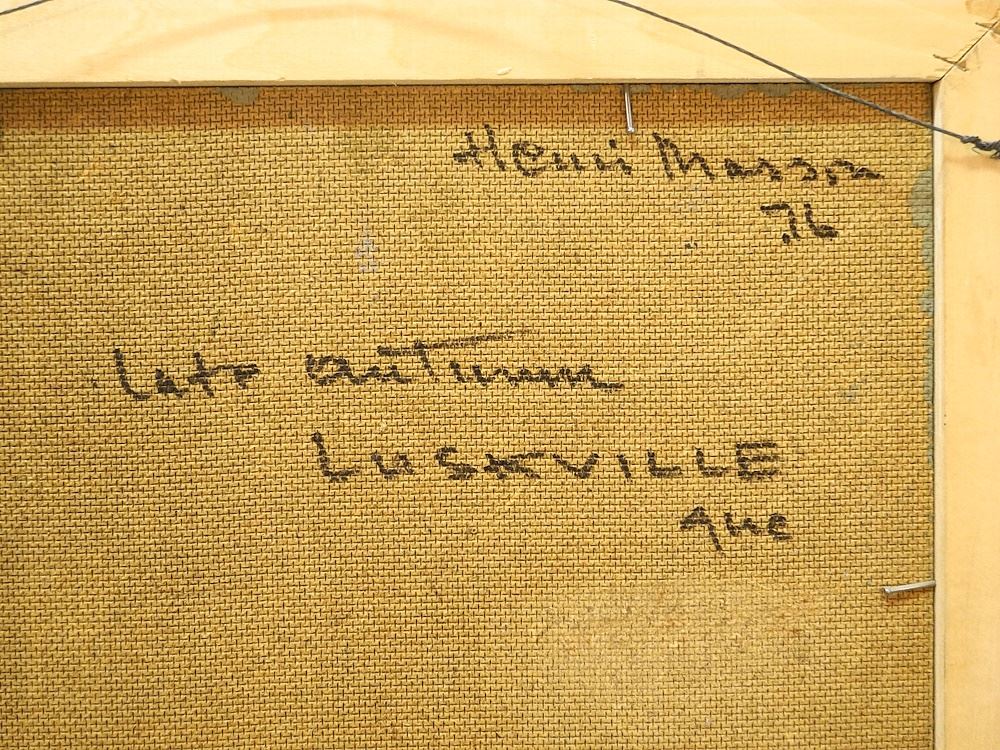 Henri Masson
.76
late autumn
LUSKVILLE
que